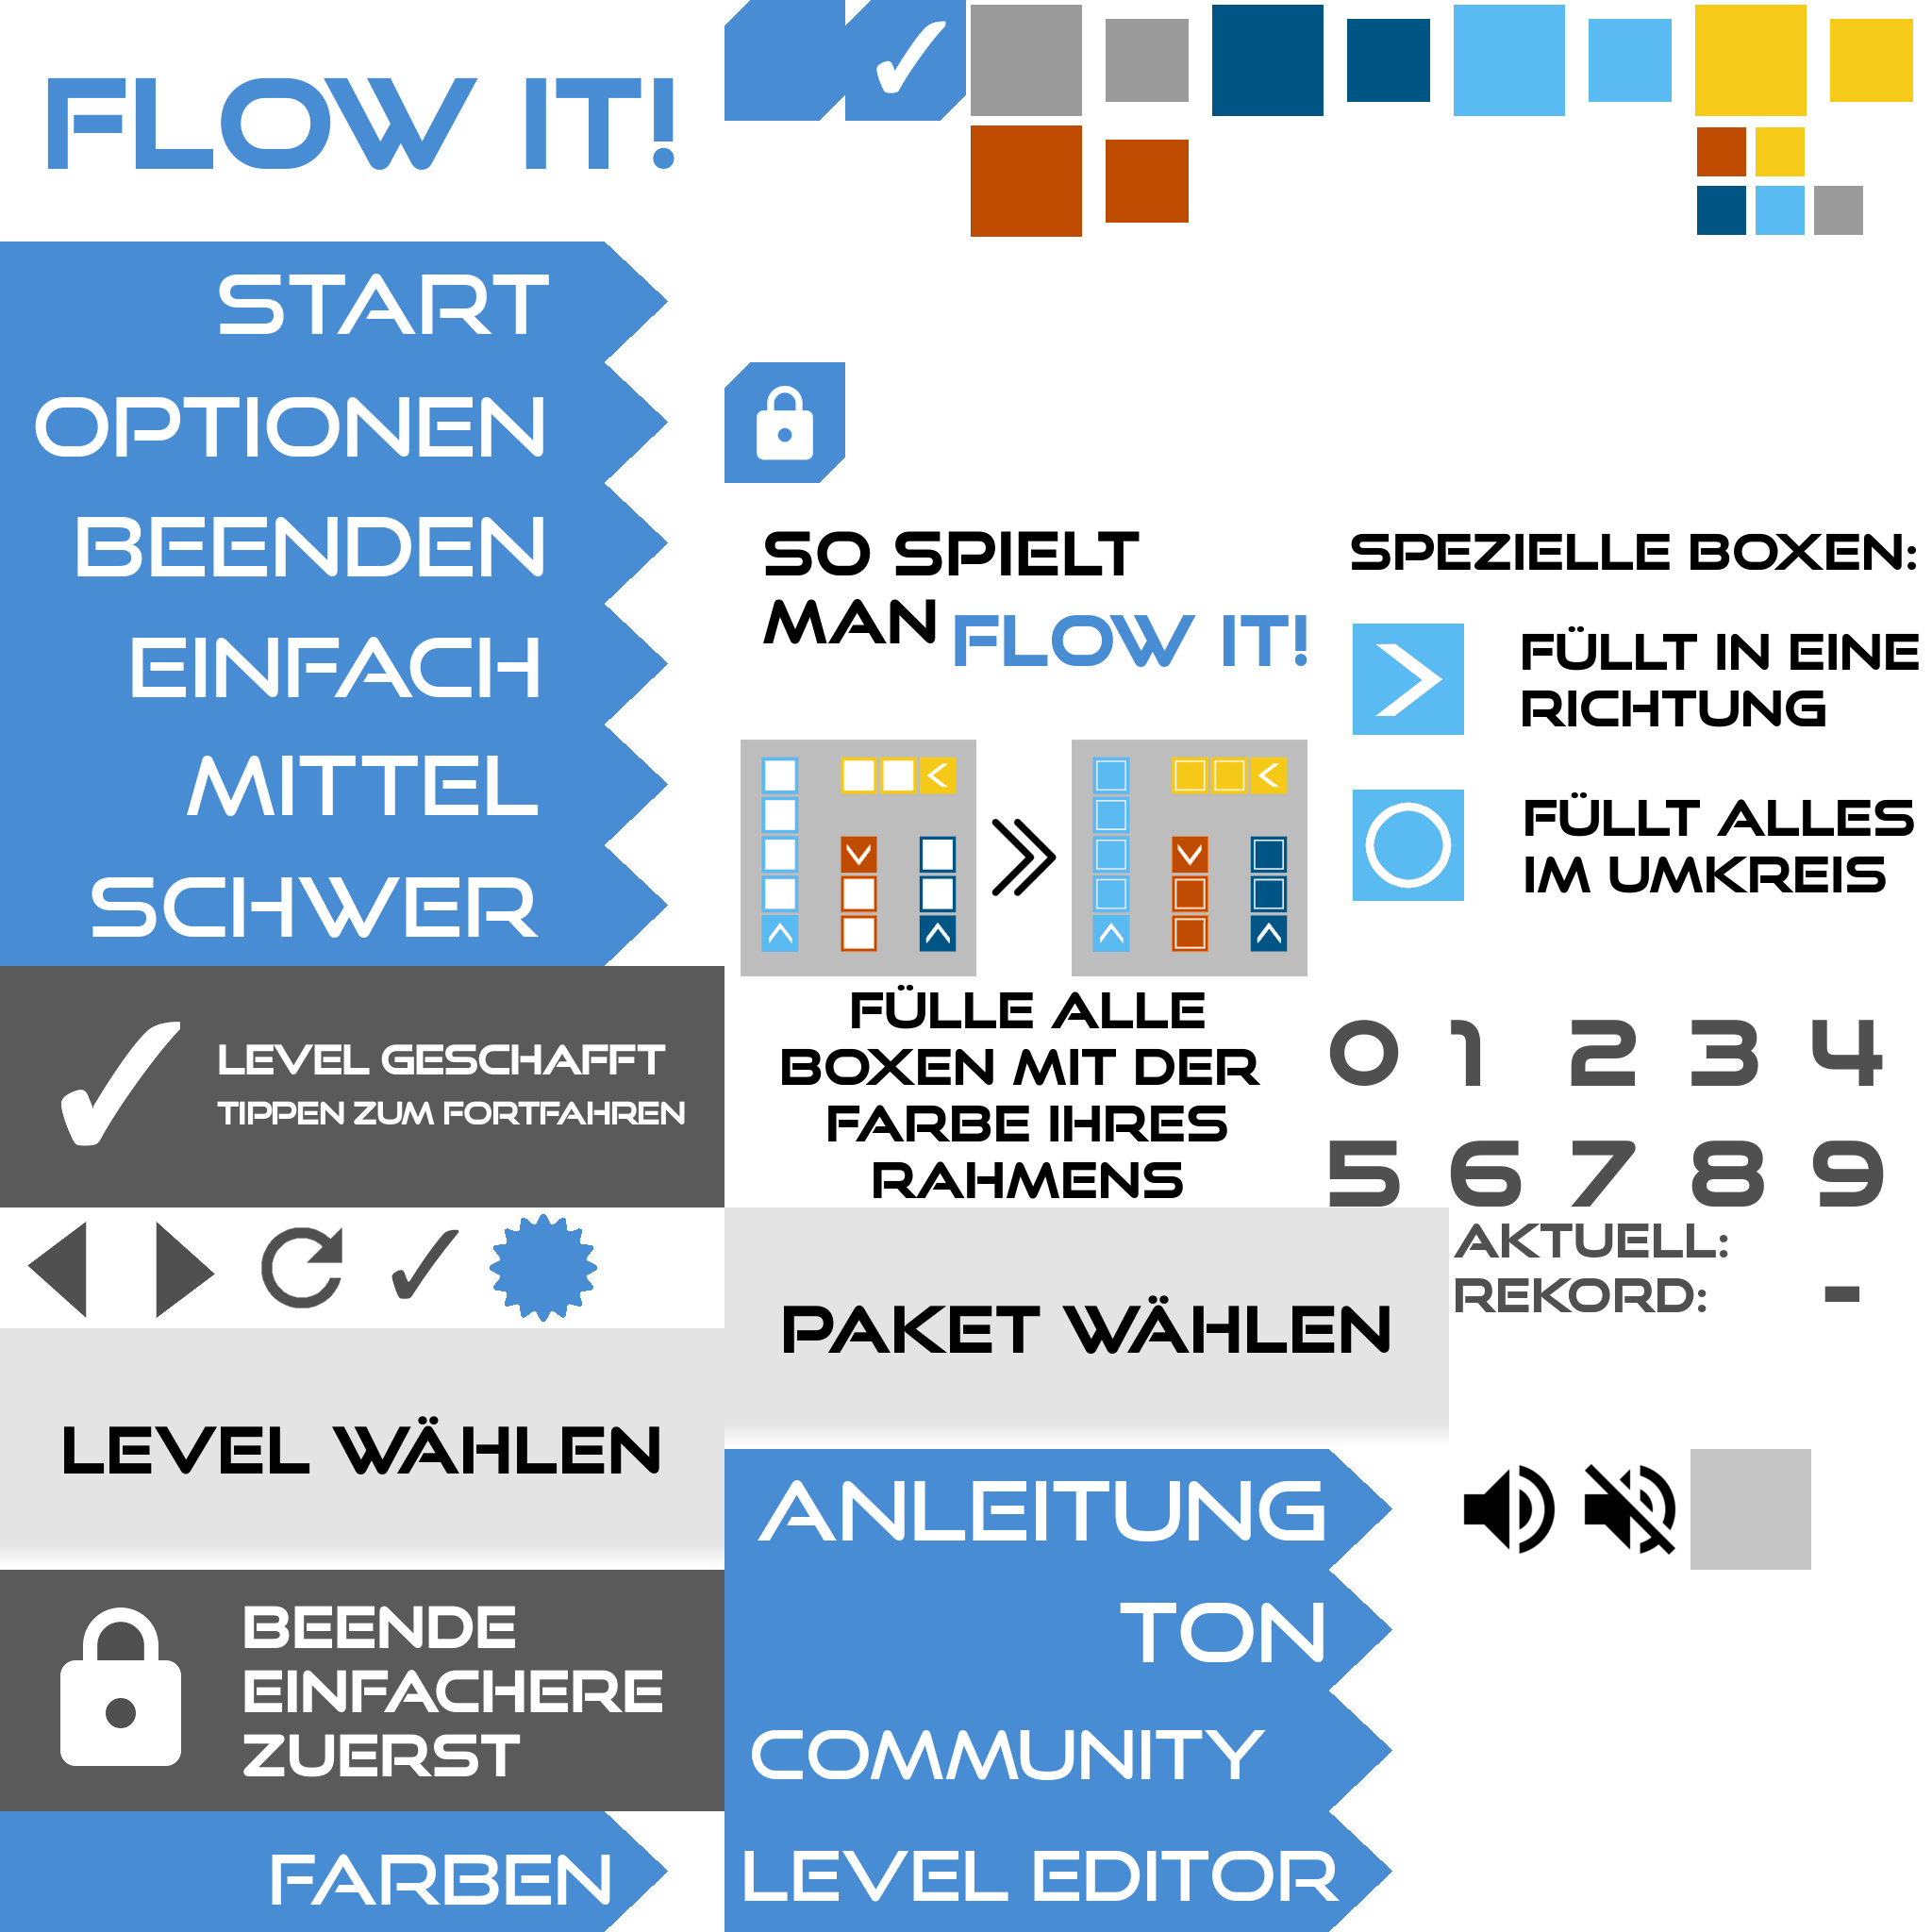 FLOW IT!
START
OPTIONEN
BEENDEN
EINFACH
MITTEL
SCHWER
LEVEL GESCHAFFT
TIPPEN ZUM FORTFAHREN
LEVEL WÄHLEN
BEENDE
EINFACHERE
ZUERST
FARBEN
SO SPIELT
MAN FLOW IT!
FÜLLE ALLE
BOXEN MIT DER
FARBE IHRES
RAHMENS
PAKET WÄHLEN
ANLEITUNG
TON
COMMUNITY
LEVEL EDITOR
SPEZIELLE BOXEN:
FÜLLT IN EINE
RICHTUNG
FÜLLT ALLES
IM UMKREIS
0 1 2 3 4
5 6 7 8 9
AKTUELL:
REKORD: -